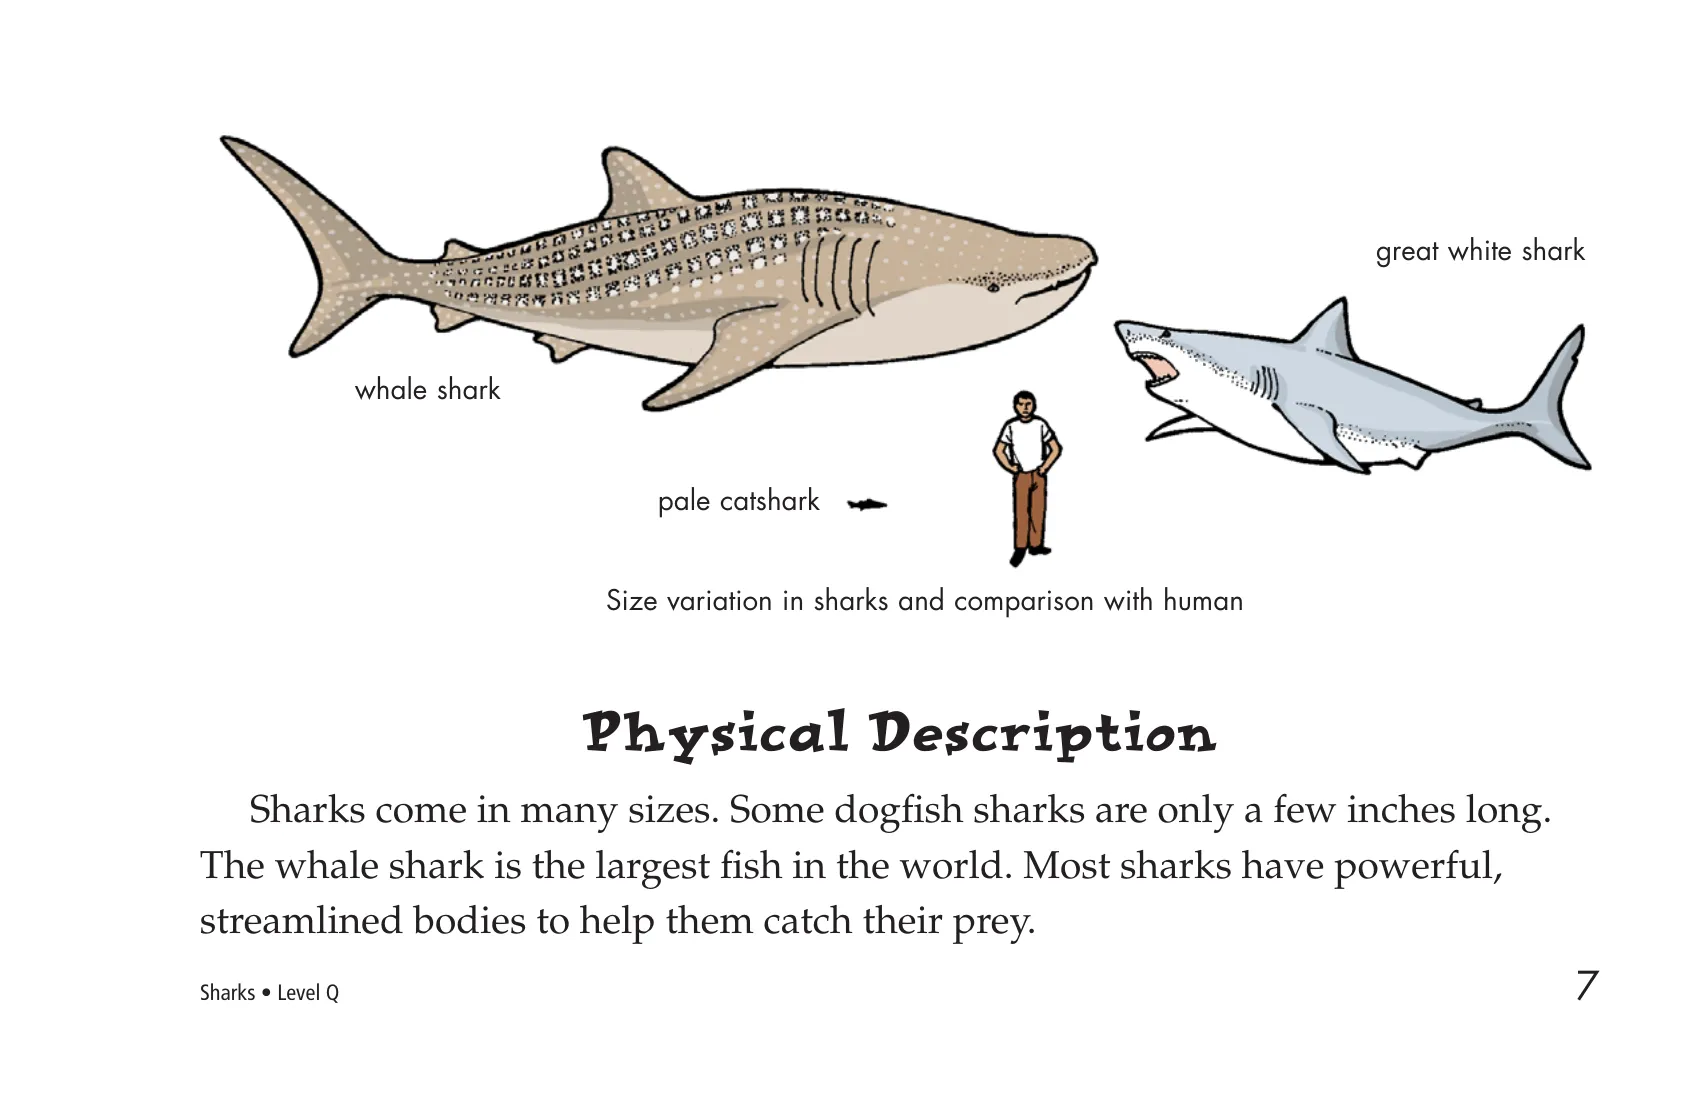 great white shark
whale shark
pale catshark
Size variation in sharks and comparison with human
Physical Description
Sharks come in many sizes. Some dogfish sharks are only a few inches long.
The whale shark is the largest fish in the world. Most sharks have powerful,
streamlined bodies to help them catch their prey.
Sharks • Level Q
7